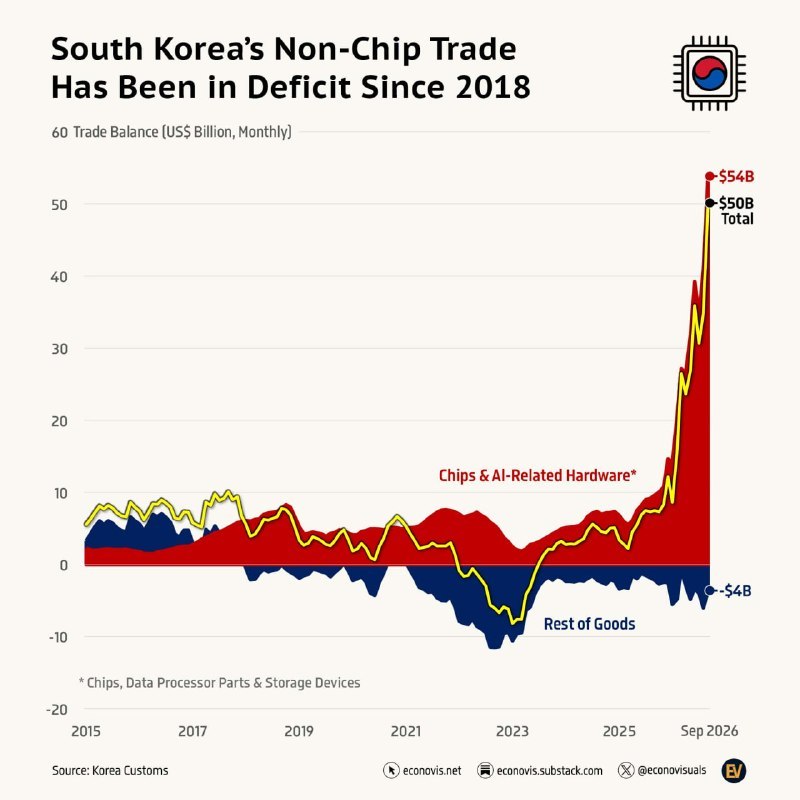 South Korea's Non-Chip Trade
Has Been in Deficit Since 2018
60 Trade Balance (US$ Billion, Monthly)
$54B
$50B
Total
50
40
30
20
10
0
-10
-20
Chips & AI-Related Hardware*
-$4B
Rest of Goods
* Chips, Data Processor Parts & Storage Devices
2015 2017 2019 2021 2023 2025 Sep 2026
Source: Korea Customs
econovis.net econovis.substack.com @econovisuals EV